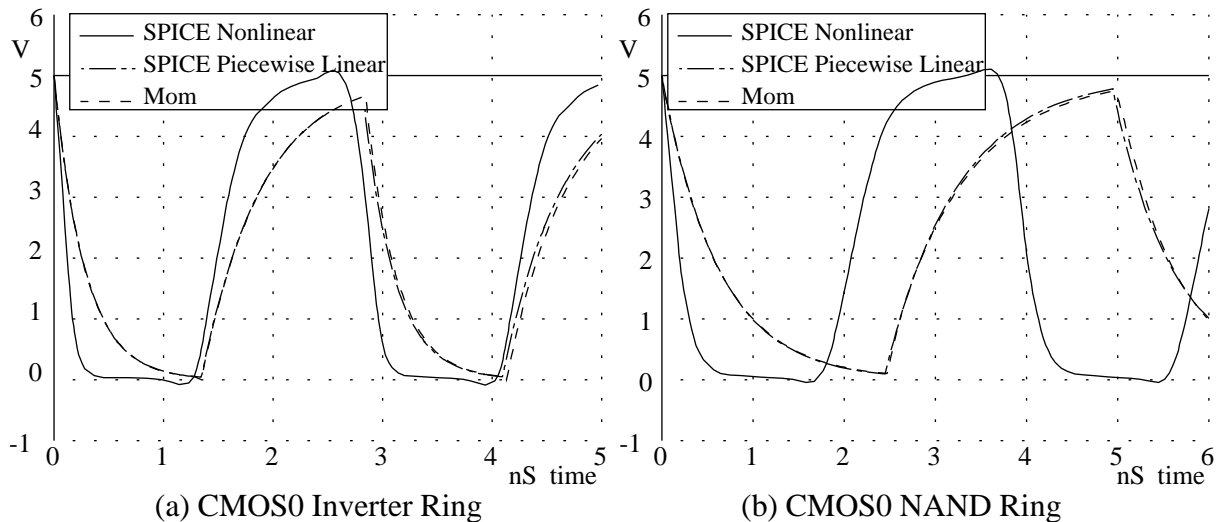 6
V
5
4
3
2
1
0
-1
SPICE Nonlinear
SPICE Piecewise Linear
Mom
0 1 2 3 4 5
nS time
(a) CMOS0 Inverter Ring
6
V
5
4
3
2
1
0
-1
SPICE Nonlinear
SPICE Piecewise Linear
Mom
0 1 2 3 4 5 6
nS time
(b) CMOS0 NAND Ring